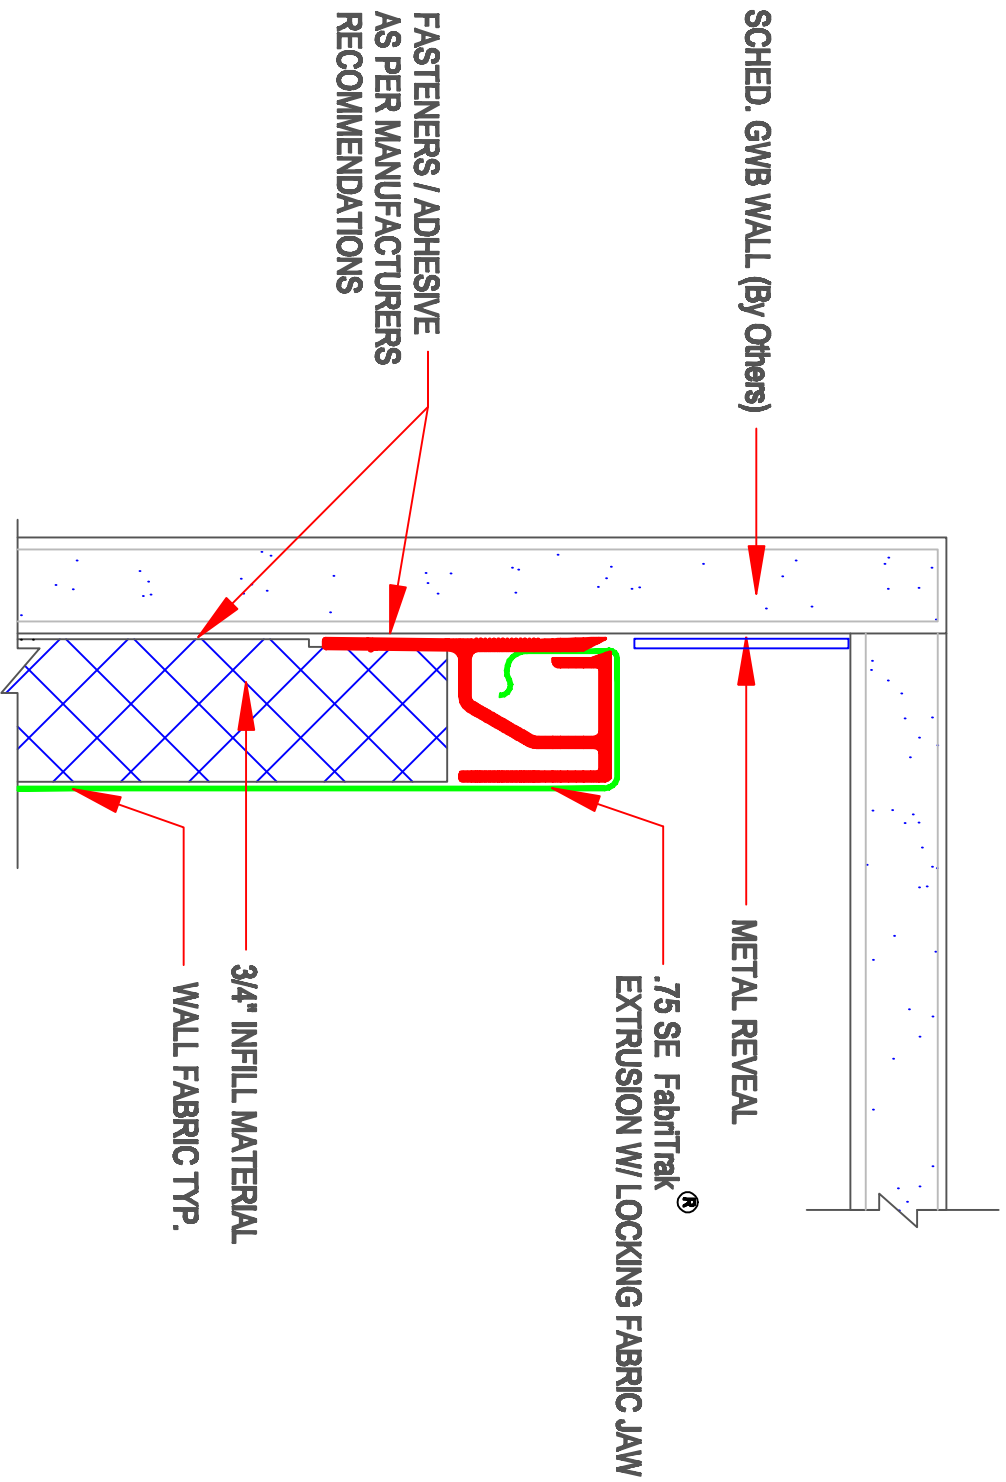 SCHED. GWB WALL (By Others)
FASTENERS / ADHESIVE
AS PER MANUFACTURERS
RECOMMENDATIONS
METAL REVEAL
.75 SE FabriTrak ®
EXTRUSION W/ LOCKING FABRIC JAW
3/4" INFILL MATERIAL
WALL FABRIC TYP.